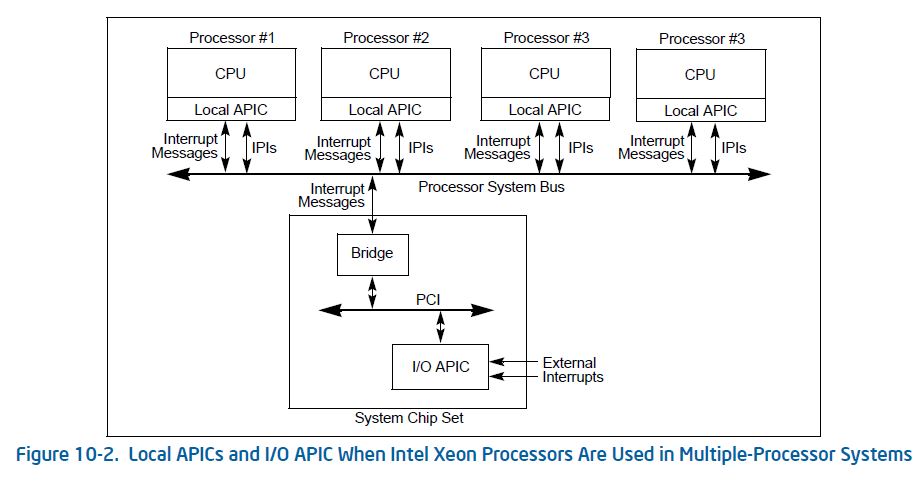 Processor #1
Processor #2
Processor #3
Processor #3
CPU
CPU
CPU
CPU
Local APIC
Local APIC
Local APIC
Local APIC
Interrupt
Messages
IPIs
Interrupt
Messages
IPIs
Interrupt
Messages
IPIs
Interrupt
Messages
IPIs
Processor System Bus
Interrupt
Messages
Bridge
PCI
I/O APIC
External
Interrupts
System Chip Set
Figure 10-2. Local APICs and I/O APIC When Intel Xeon Processors Are Used in Multiple-Processor Systems